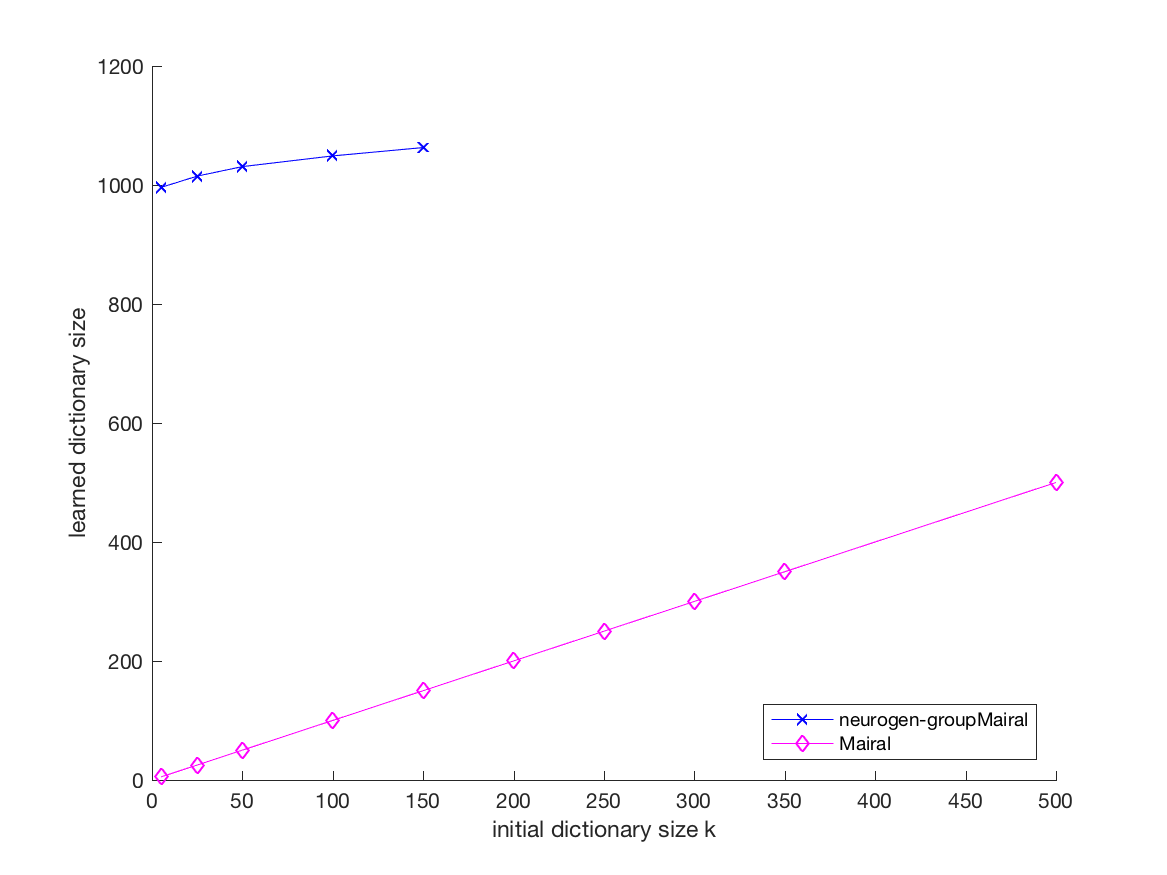 1200
1000
800
600
400
200
0
learned dictionary size
0 50 100 150 200 250 300 350 400 450 500
initial dictionary size k
neurogen-groupMairal
Mairal